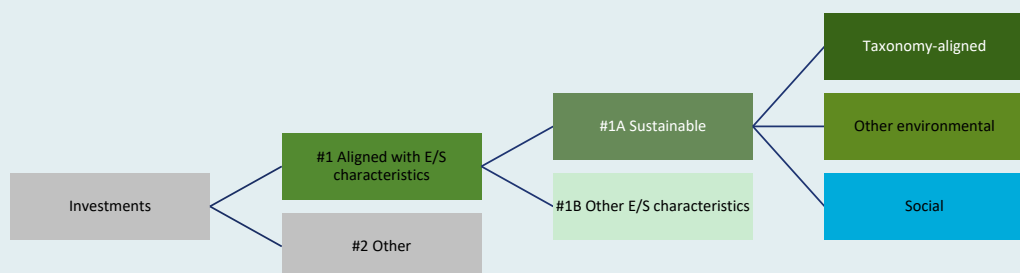 Investments
#1 Aligned with E/S
characteristics
#2 Other
#1A Sustainable
#1B Other E/S characteristics
Taxonomy-aligned
Other environmental
Social